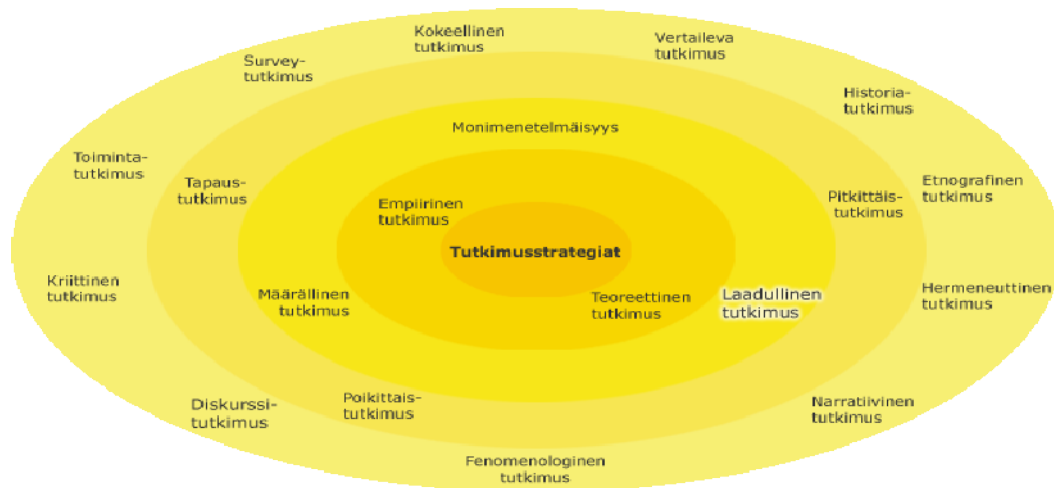 Kokeellinen
tutkimus
Vertaileva
tutkimus
Survey-
tutkimus
Historia-
tutkimus
Monimenetelmäisyys
Toiminta-
tutkimus
Tapaus-
tutkimus
Empiirinen
tutkimus
Pitkittäis-
tutkimus
Etnografinen
tutkimus
Tutkimusstrategiat
Kriittinen
tutkimus
Määrällinen
tutkimus
Teoreettinen
tutkimus
Laadullinen
tutkimus
Hermeneuttinen
tutkimus
Diskurssi-
tutkimus
Poikittais-
tutkimus
Narratiivinen
tutkimus
Fenomenologinen
tutkimus